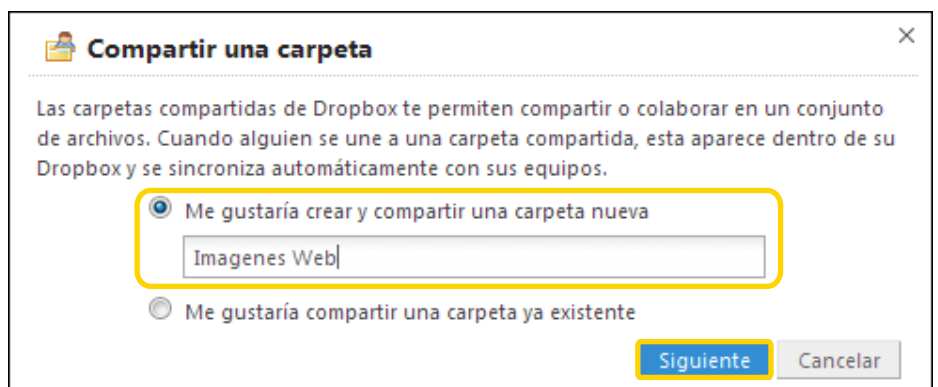 Compartir una carpeta
Las carpetas compartidas de Dropbox te permiten compartir o colaborar en un conjunto
de archivos. Cuando alguien se une a una carpeta compartida, esta aparece dentro de su
Dropbox y se sincroniza automáticamente con sus equipos.
Me gustaría crear y compartir una carpeta nueva
Imagenes Web
Me gustaría compartir una carpeta ya existente
Siguiente Cancelar